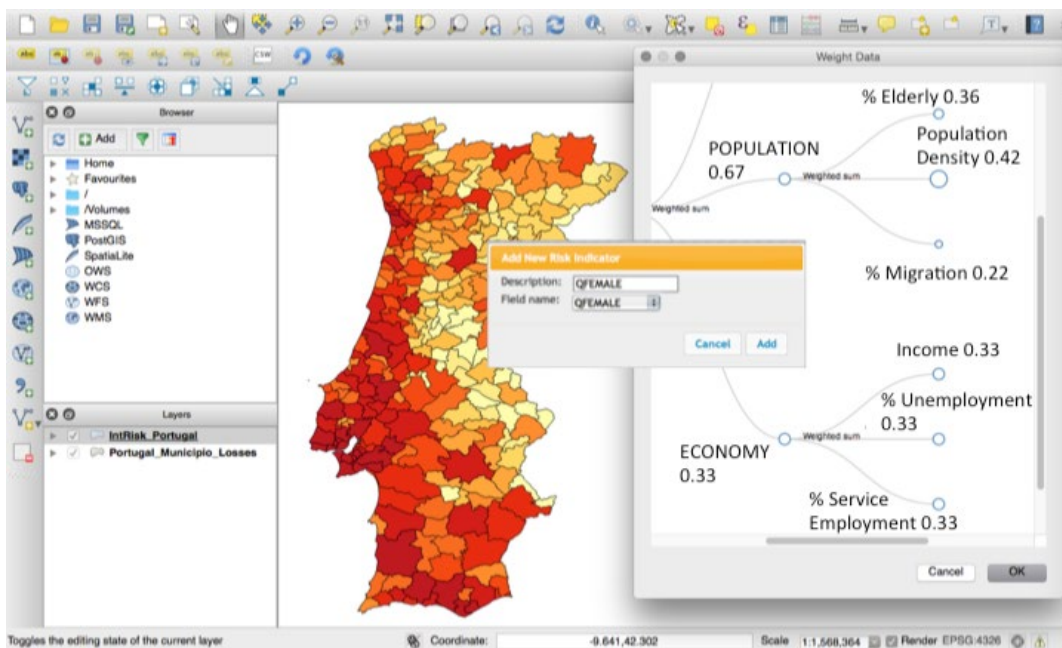 CSW
Browser
Add
Home
Favourites
/
/Volumes
MSSQL
PostGIS
SpatiaLite
OWS
WCS
WFS
WMS
Layers
IntRisk_Portugal
Portugal_Municipio_Losses
Weight Data
% Elderly 0.36
Population
Density 0.42
POPULATION
0.67
Weighted sum
Weighted sum
% Migration 0.22
Add New Risk Indicator
Description: QFEMALE
Field name: QFEMALE
Cancel Add
Income 0.33
% Unemployment
0.33
Weighted sum
ECONOMY
0.33
% Service
Employment 0.33
Cancel OK
Toggles the editing state of the current layer
Coordinate: -9.641,42.302
Scale 1:1,568,364
Render EPSG:4326